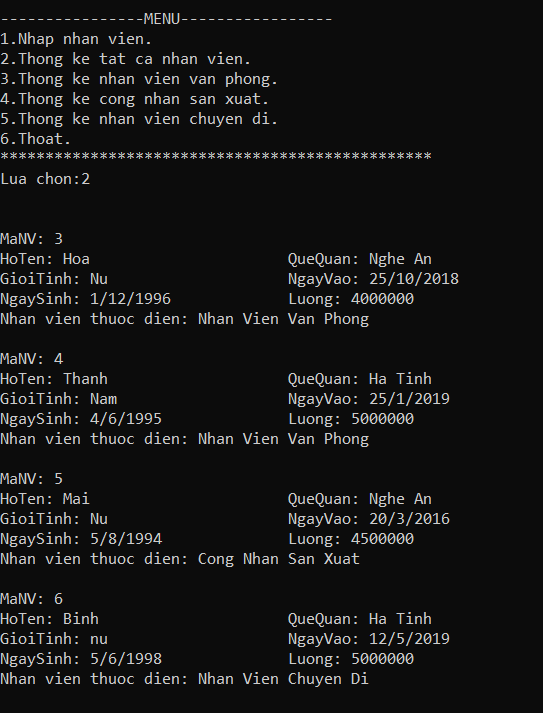 ----------------MENU-----------------
1.Nhap nhan vien.
2.Thong ke tat ca nhan vien.
3.Thong ke nhan vien van phong.
4.Thong ke cong nhan san xuat.
5.Thong ke nhan vien chuyen di.
6.Thoat.
************************************************
Lua chon:2
MaNV: 3
HoTen: Hoa                      QueQuan: Nghe An
GioiTinh: Nu                    NgayVao: 25/10/2018
NgaySinh: 1/12/1996             Luong: 4000000
Nhan vien thuoc dien: Nhan Vien Van Phong
MaNV: 4
HoTen: Thanh                    QueQuan: Ha Tinh
GioiTinh: Nam                   NgayVao: 25/1/2019
NgaySinh: 4/6/1995              Luong: 5000000
Nhan vien thuoc dien: Nhan Vien Van Phong
MaNV: 5
HoTen: Mai                      QueQuan: Nghe An
GioiTinh: Nu                    NgayVao: 20/3/2016
NgaySinh: 5/8/1994              Luong: 4500000
Nhan vien thuoc dien: Cong Nhan San Xuat
MaNV: 6
HoTen: Binh                     QueQuan: Ha Tinh
GioiTinh: nu                    NgayVao: 12/5/2019
NgaySinh: 5/6/1998              Luong: 5000000
Nhan vien thuoc dien: Nhan Vien Chuyen Di